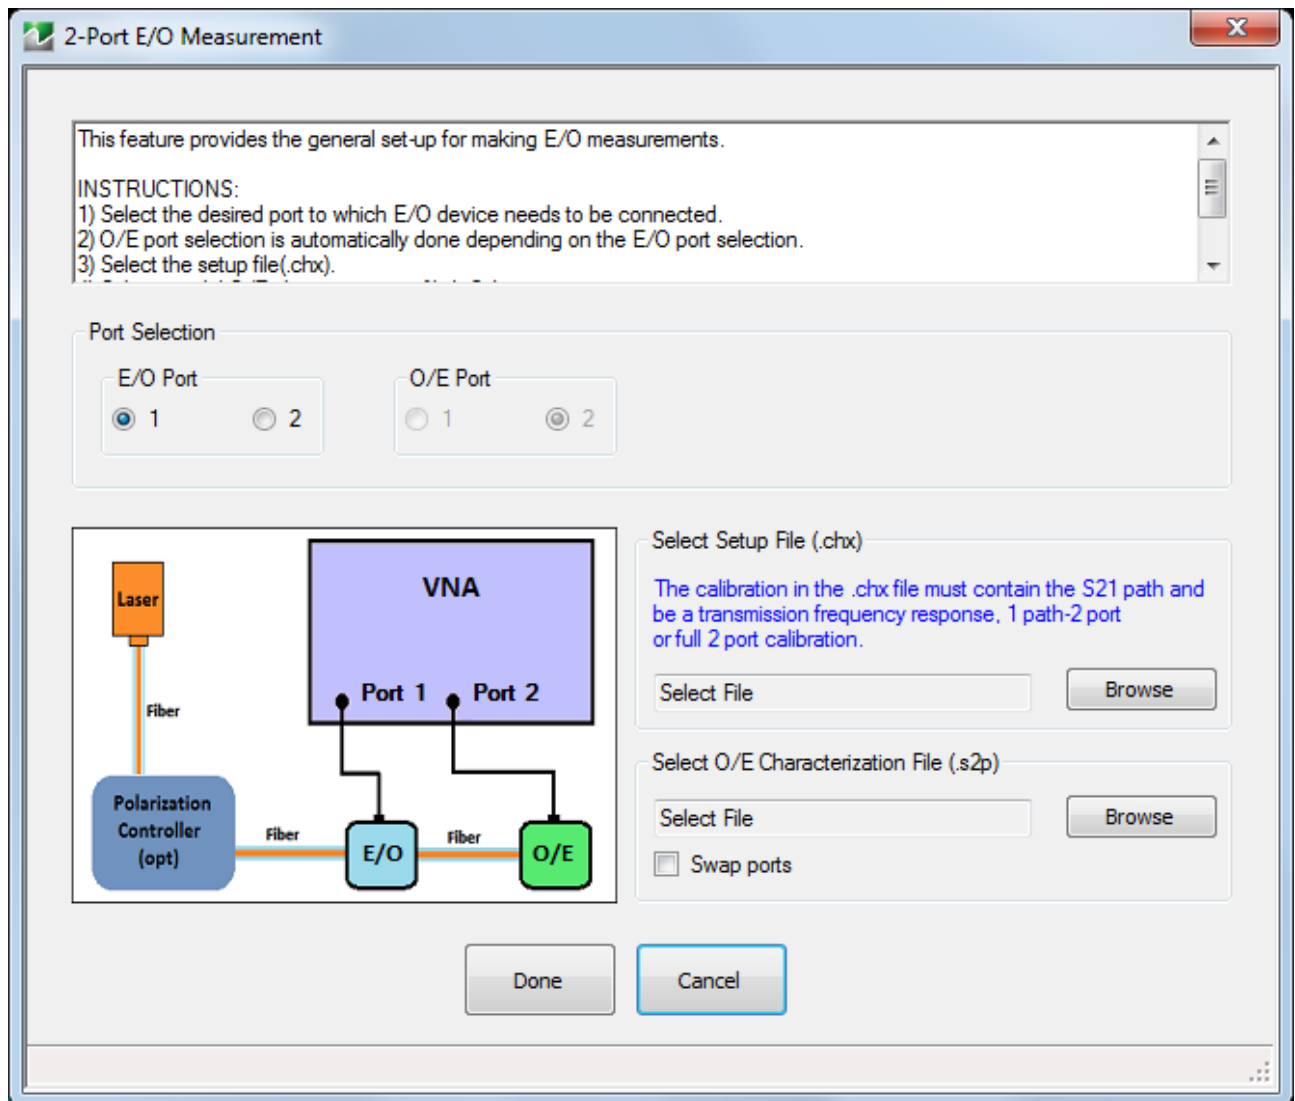 2-Port E/O Measurement
This feature provides the general set-up for making E/O measurements.
INSTRUCTIONS:
1) Select the desired port to which E/O device needs to be connected.
2) O/E port selection is automatically done depending on the E/O port selection.
3) Select the setup file(.chx).
Port Selection
E/O Port
O/E Port
1
2
1
2
VNA
Laser
Port 1
Port 2
Fiber
Polarization
Controller
(opt)
Fiber
E/O
Fiber
O/E
Select Setup File (.chx)
The calibration in the .chx file must contain the S21 path and
be a transmission frequency response, 1 path-2 port
or full 2 port calibration.
Select File
Browse
Select O/E Characterization File (.s2p)
Select File
Browse
Swap ports
Done
Cancel